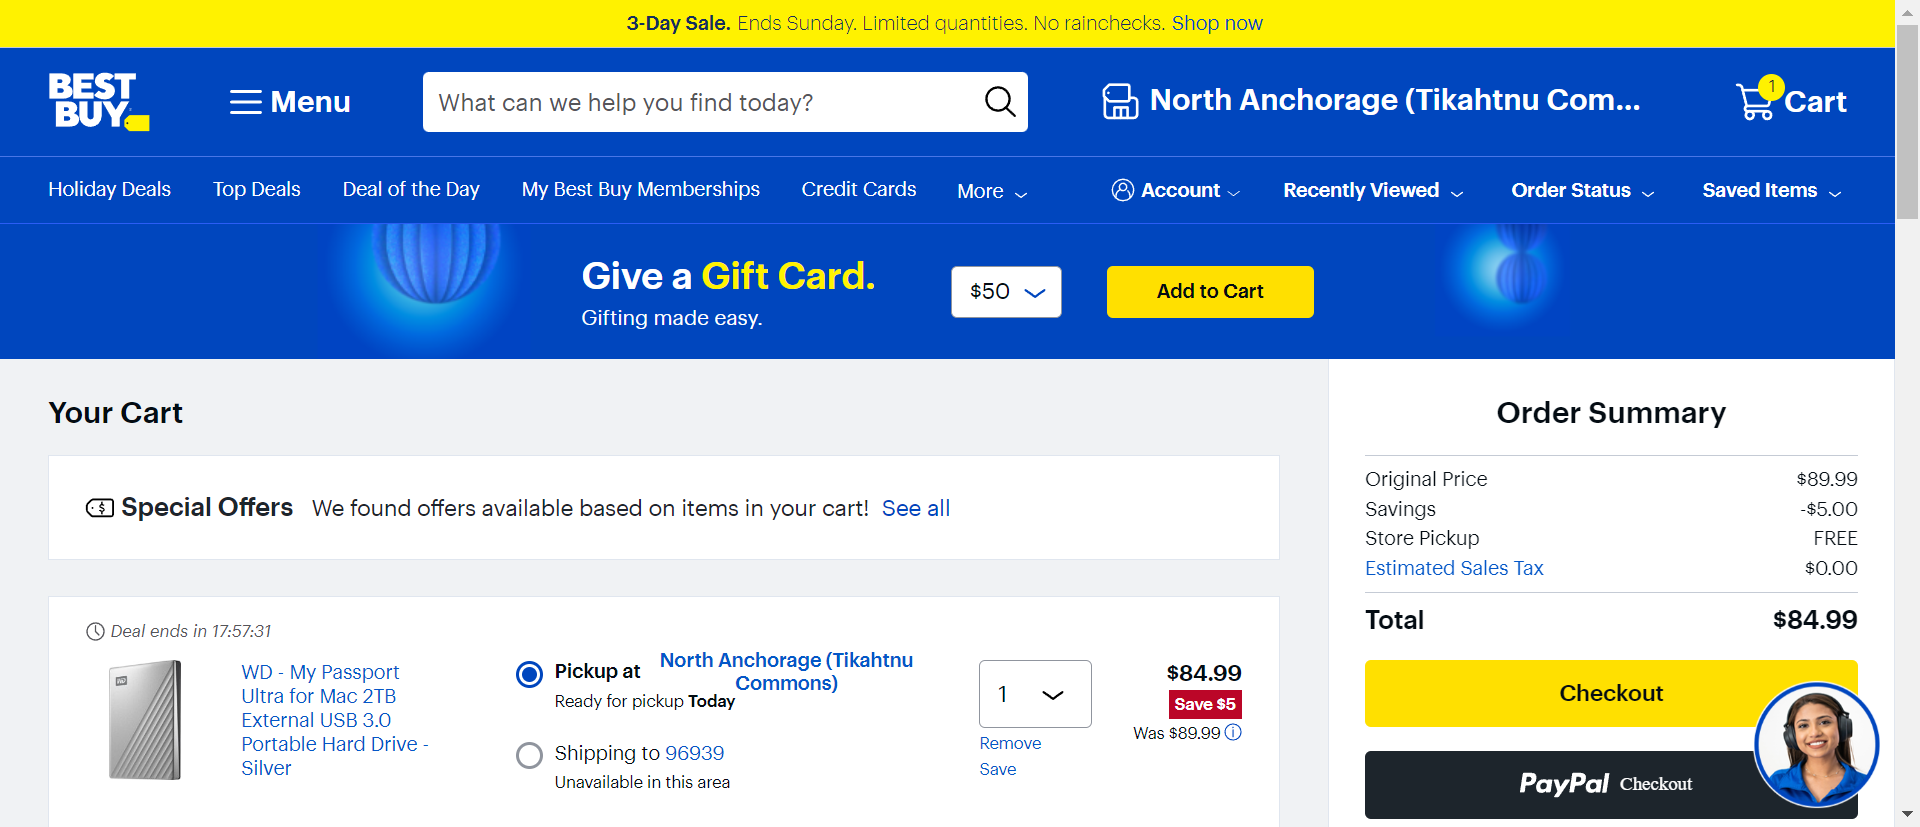 3-Day Sale. Ends Sunday. Limited quantities. No rainchecks. Shop now
BEST BUY
Menu
What can we help you find today?
North Anchorage (Tikahtnu Com...
1
Cart
Holiday Deals
Top Deals
Deal of the Day
My Best Buy Memberships
Credit Cards
More
Account
Recently Viewed
Order Status
Saved Items
Give a Gift Card.
Gifting made easy.
$50
Add to Cart
Your Cart
Special Offers We found offers available based on items in your cart! See all
Deal ends in 17:57:31
WD
WD - My Passport
Ultra for Mac 2TB
External USB 3.0
Portable Hard Drive -
Silver
Pickup at North Anchorage (Tikahtnu
Commons)
Ready for pickup Today
Shipping to 96939
Unavailable in this area
1
Remove
Save
$84.99
Save $5
Was $89.99
Order Summary
Original Price $89.99
Savings -$5.00
Store Pickup FREE
Estimated Sales Tax $0.00
Total $84.99
Checkout
PayPal Checkout